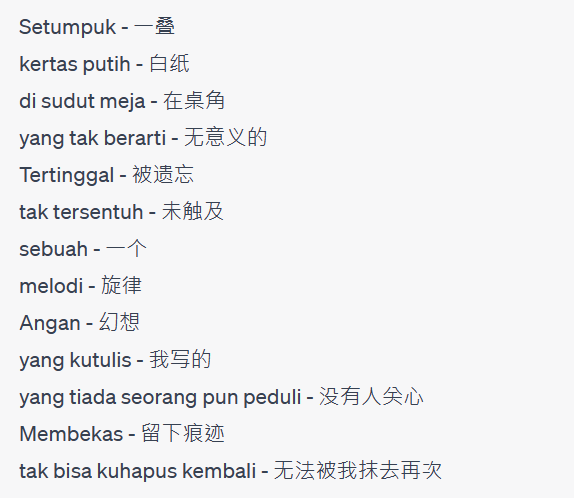 Setumpuk - 一叠
kertas putih - 白纸
di sudut meja - 在桌角
yang tak berarti - 无意义的
Tertinggal - 被遗忘
tak tersentuh - 未触及
sebuah - 一个
melodi - 旋律
Angan - 幻想
yang kutulis - 我写的
yang tiada seorang pun peduli - 没有人关心
Membekas - 留下痕迹
tak bisa kuhapus kembali - 无法被我抹去再次